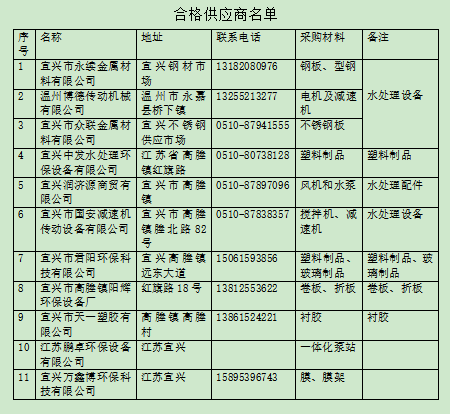 合格供应商名单
序号 名称 地址 联系电话 采购材料 备注
1 宜兴市永续金属材料有限公司 宜兴钢材市场 13182080976 钢板、型钢 水处理设备
2 温州博德传动机械有限公司 温州市永嘉县桥下镇 13255213277 电机及减速机
3 宜兴市众联金属材料有限公司 宜兴不锈钢供应市场 0510-87941555 不锈钢板
4 宜兴中发水处理环保设备有限公司 江苏省高塍镇红旗路 0510-80738128 塑料制品 塑料制品
5 宜兴润济源商贸有限公司 宜兴市高塍镇 0510-87897096 风机和水泵 水处理配件
6 宜兴市国安减速机传动设备有限公司 宜兴市高塍镇塍北路82号 0510-87838357 搅拌机、减速机 水处理设备
7 宜兴市君阳环保科技有限公司 宜兴高塍镇远东大道 15061593856 塑料制品、玻璃制品 塑料制品、玻璃制品
8 宜兴市高塍镇阳辉环保设备厂 红旗路18号 13812553622 卷板、折板 卷板、折板
9 宜兴市天一塑胶有限公司 高塍镇高塍村 13861524221 衬胶 衬胶
10 江苏鹏卓环保设备有限公司 江苏宜兴 一体化泵站
11 宜兴万鑫博环保科技有限公司 江苏宜兴 15895396743 膜、膜架